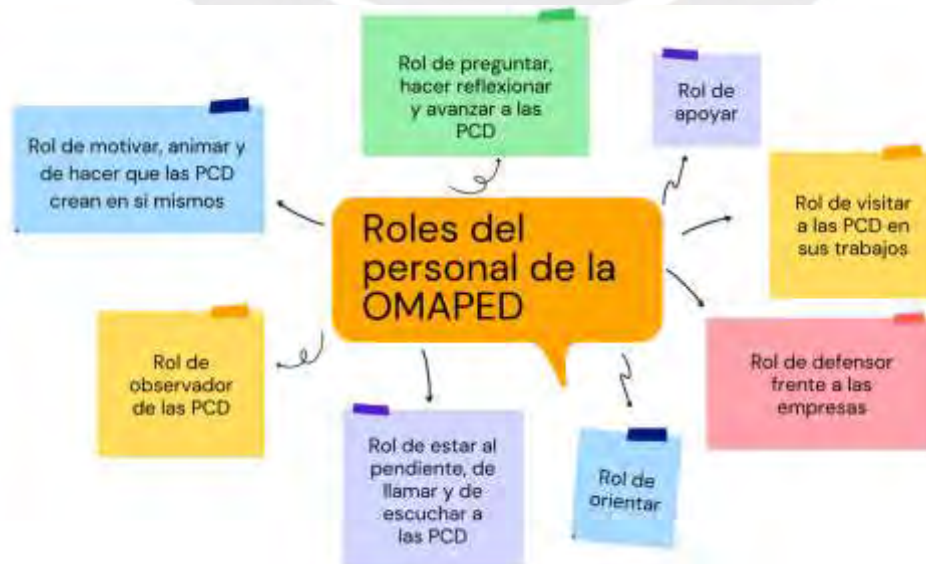 Rol de preguntar,
hacer reflexionar
y avanzar a las
PCD
Rol de
apoyar
Rol de motivar, animar y
de hacer que las PCD
crean en si mismos
Rol de visitar
a las PCD en
sus trabajos
Roles del
personal de la
OMAPED
Rol de
observador
de las PCD
Rol de defensor
frente a las
empresas
Rol de estar al
pendiente, de
llamar y de
escuchar a
las PCD
Rol de
orientar